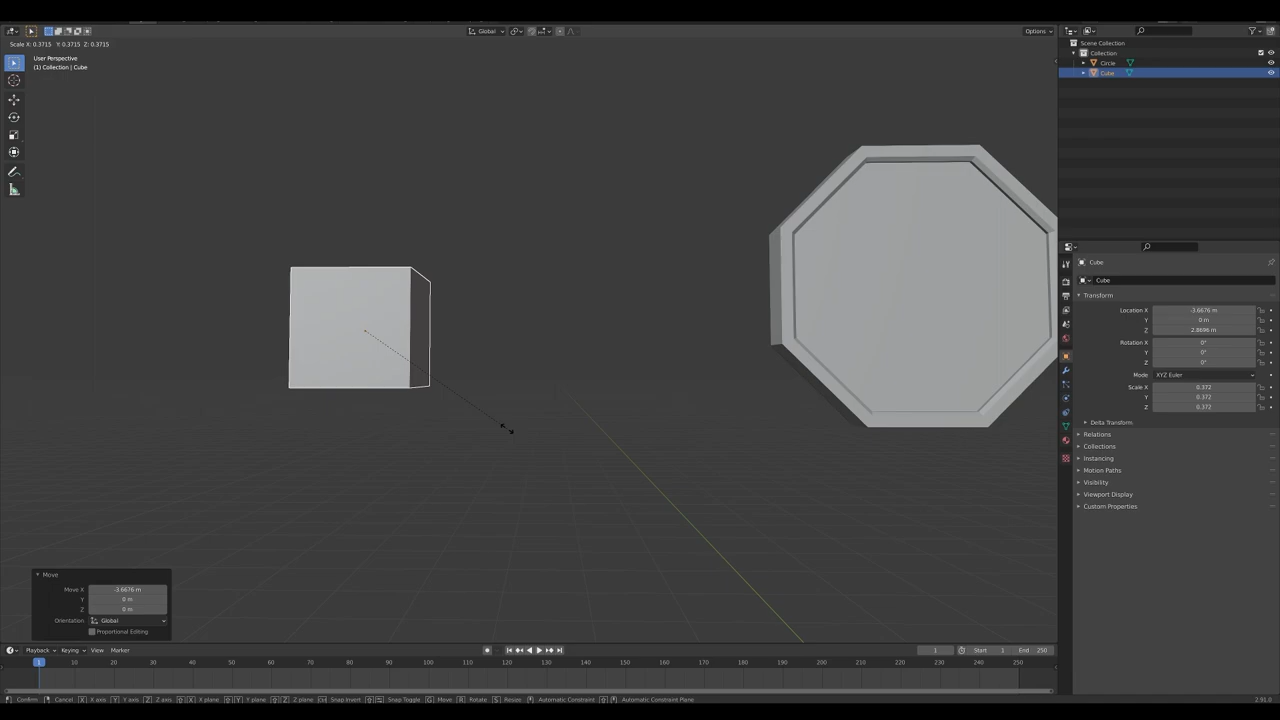 Global
Options
Scale X: 0.3715 Y: 0.3715 Z: 0.3715
User Perspective
(1) Collection | Cube
Scene Collection
Collection
Circle
Cube
Cube
Cube
Transform
Location X -3.6676 m
Y 0 m
Z 2.8696 m
Rotation X 0°
Y 0°
Z 0°
Mode XYZ Euler
Scale X 0.372
Y 0.372
Z 0.372
Delta Transform
Relations
Collections
Instancing
Motion Paths
Visibility
Viewport Display
Custom Properties
Move
Move X -3.6676 m
Y 0 m
Z 0 m
Orientation: Global
Proportional Editing
Playback Keying View Marker
1 Start 1 End 250
1 10 20 30 40 50 60 70 80 90 100 110 120 130 140 150 160 170 180 190 200 210 220 230 240 250
Confirm Cancel X X axis Y Y axis Z Z axis X X plane Y Y plane Z Z plane Snap Invert Snap Toggle G Move R Rotate S Resize Automatic Constraint Automatic Constraint Plane 2.91.0